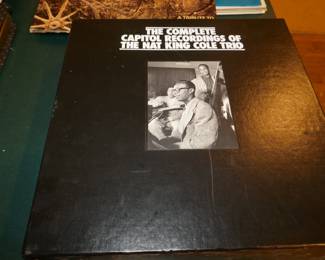 A TRIBUTE TO
THE COMPLETE
CAPITOL RECORDINGS OF
THE NAT KING COLE TRIO